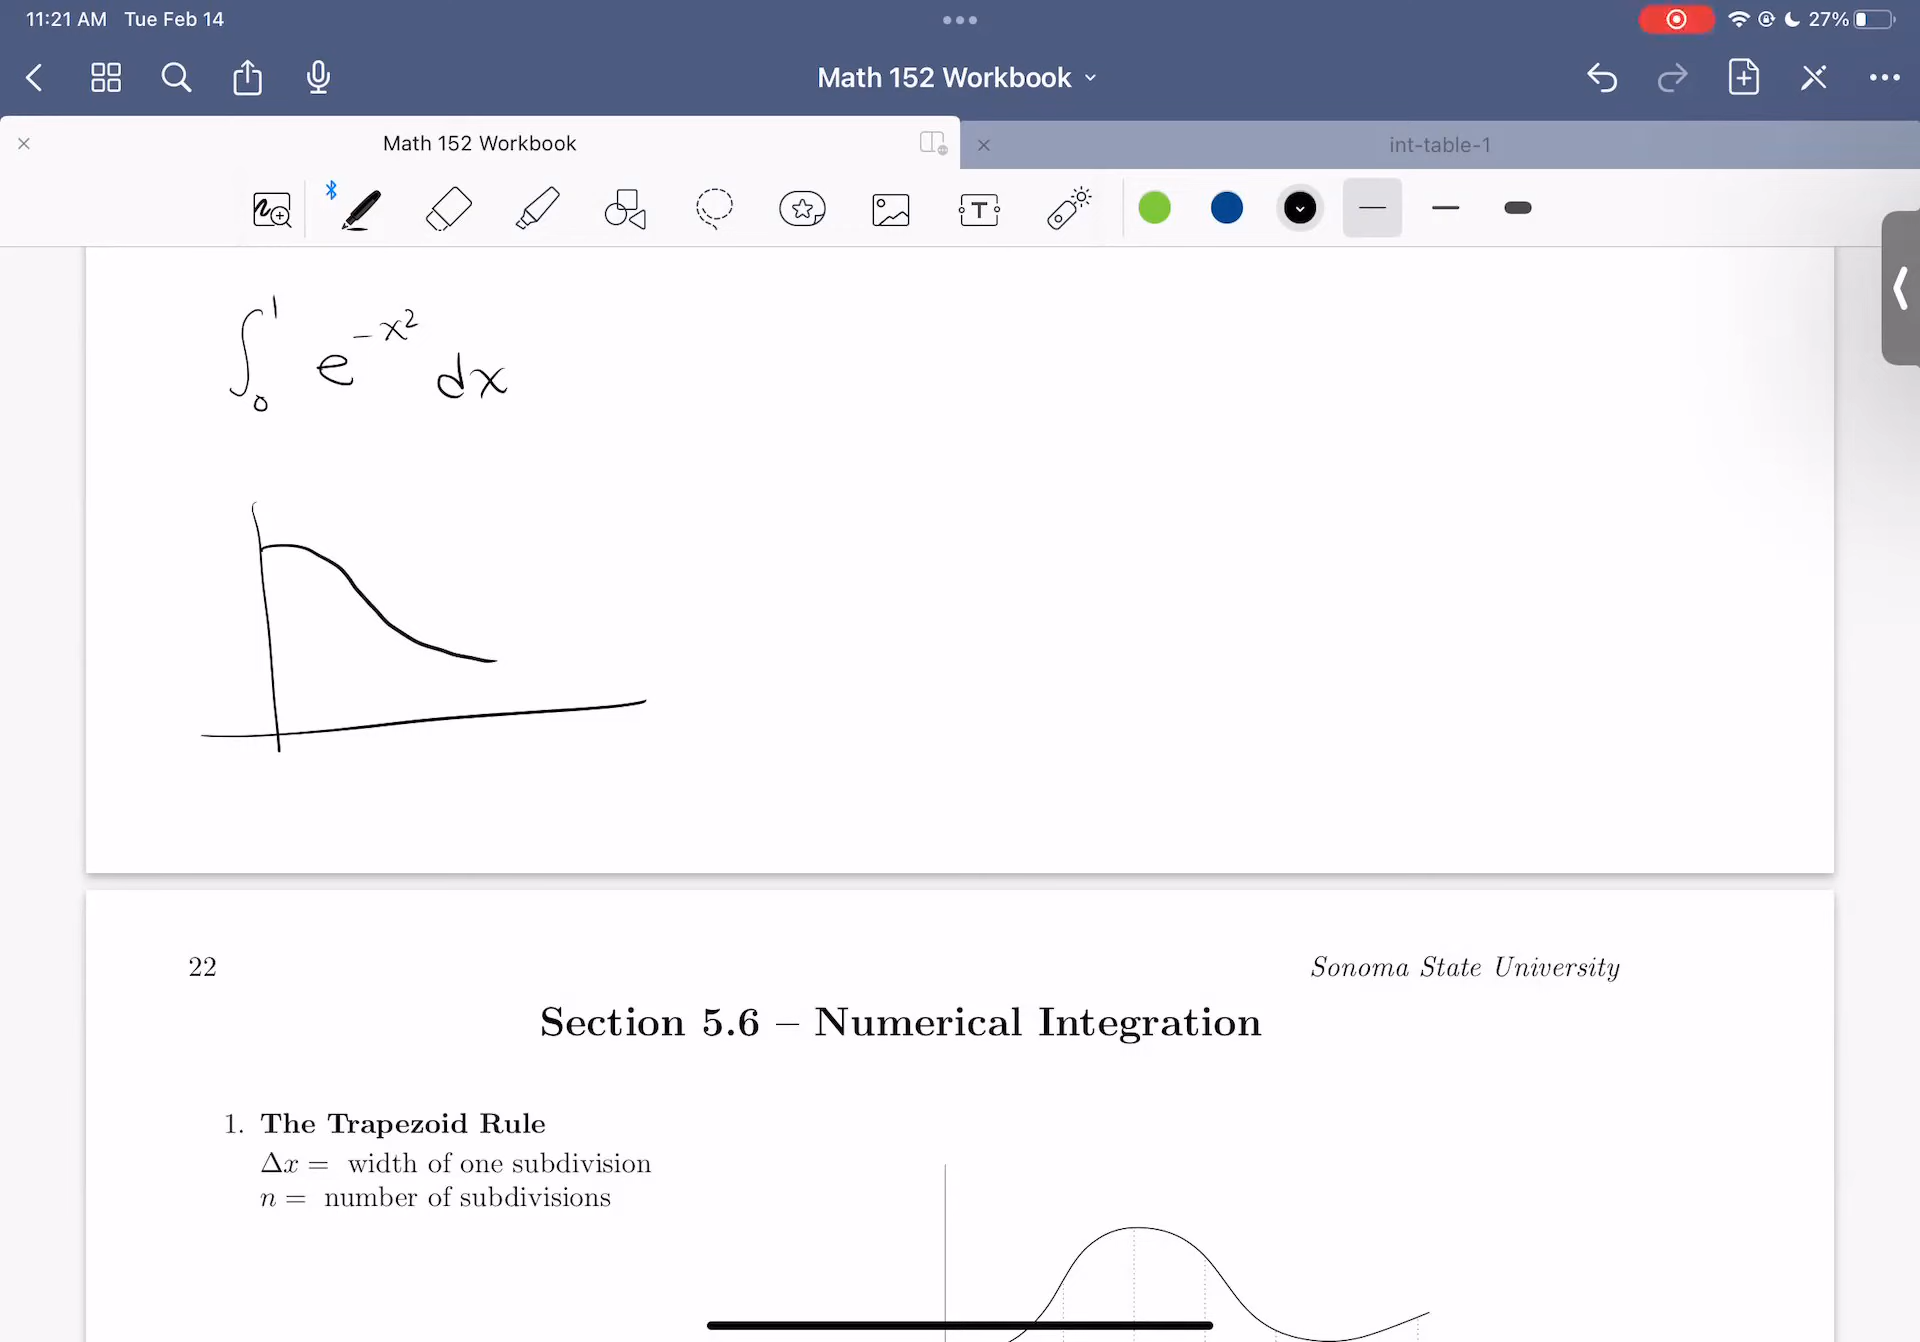 11:21 AM Tue Feb 14
27%
Math 152 Workbook
Math 152 Workbook
int-table-1
T
∫₀¹ e^{-x²} dx
22
Sonoma State University
Section 5.6 – Numerical Integration
1. The Trapezoid Rule
Δx = width of one subdivision
n = number of subdivisions